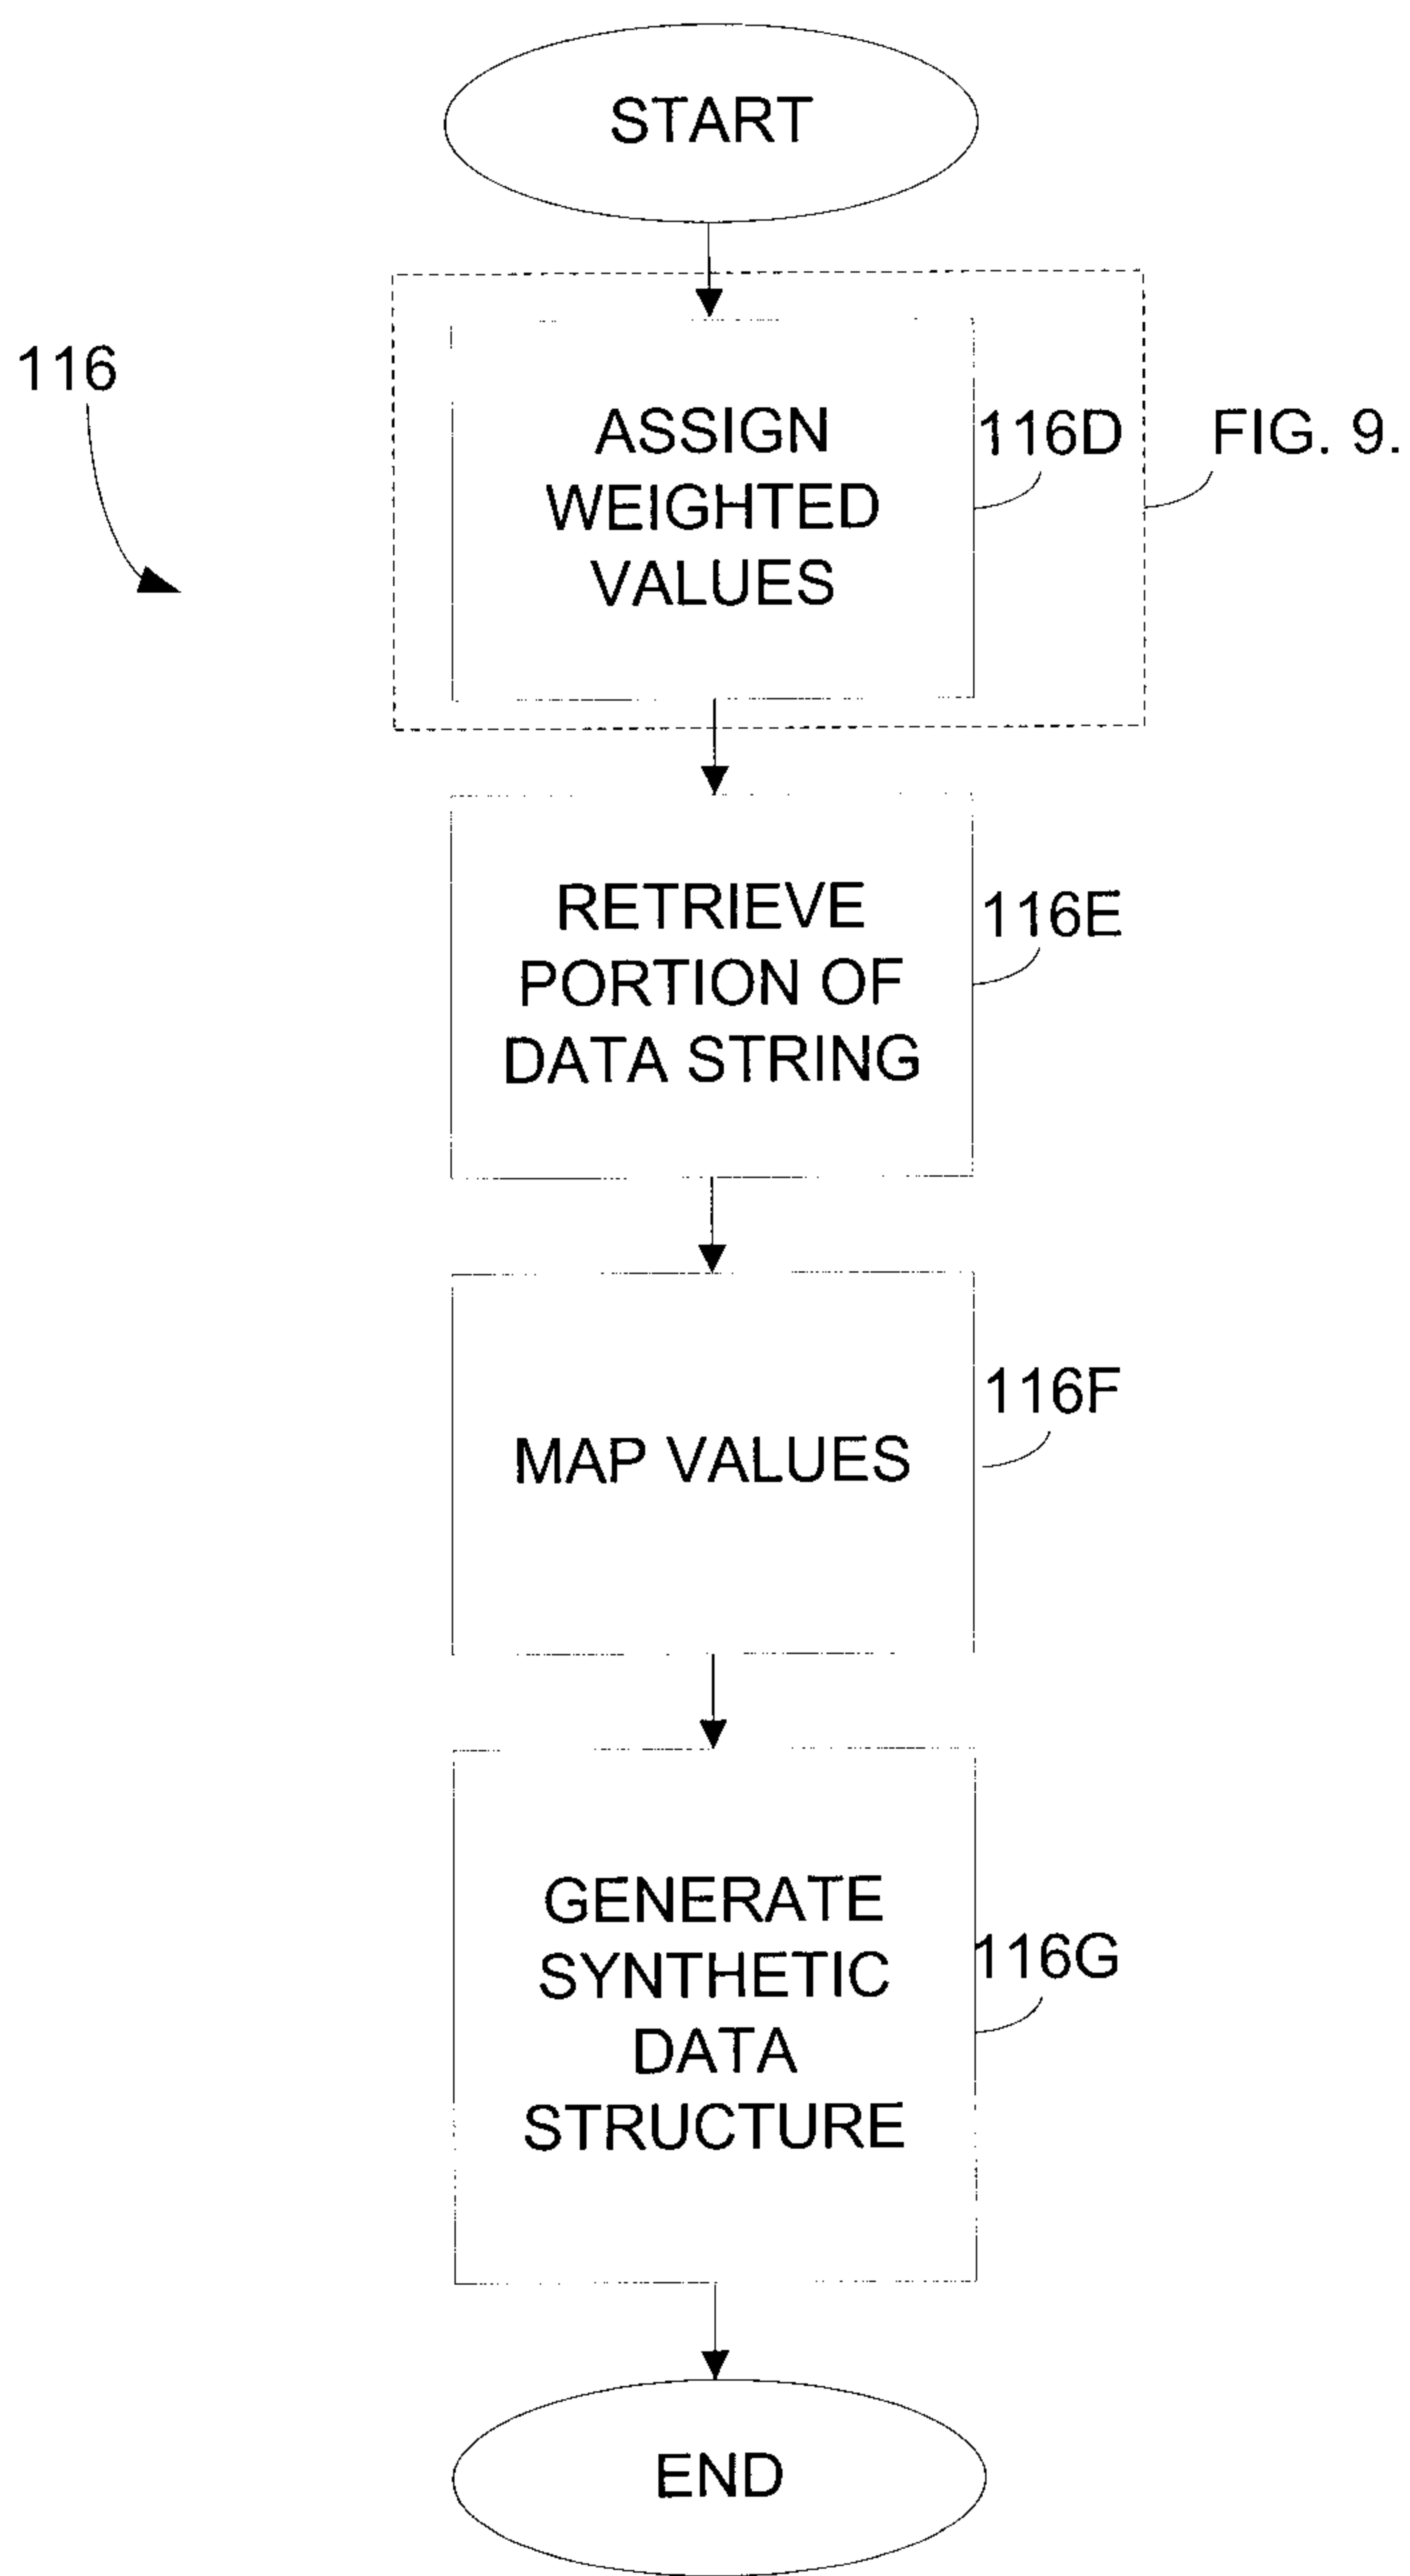 START
116
ASSIGN
WEIGHTED
VALUES
116D
FIG. 9.
RETRIEVE
PORTION OF
DATA STRING
116E
MAP VALUES
116F
GENERATE
SYNTHETIC
DATA
STRUCTURE
116G
END